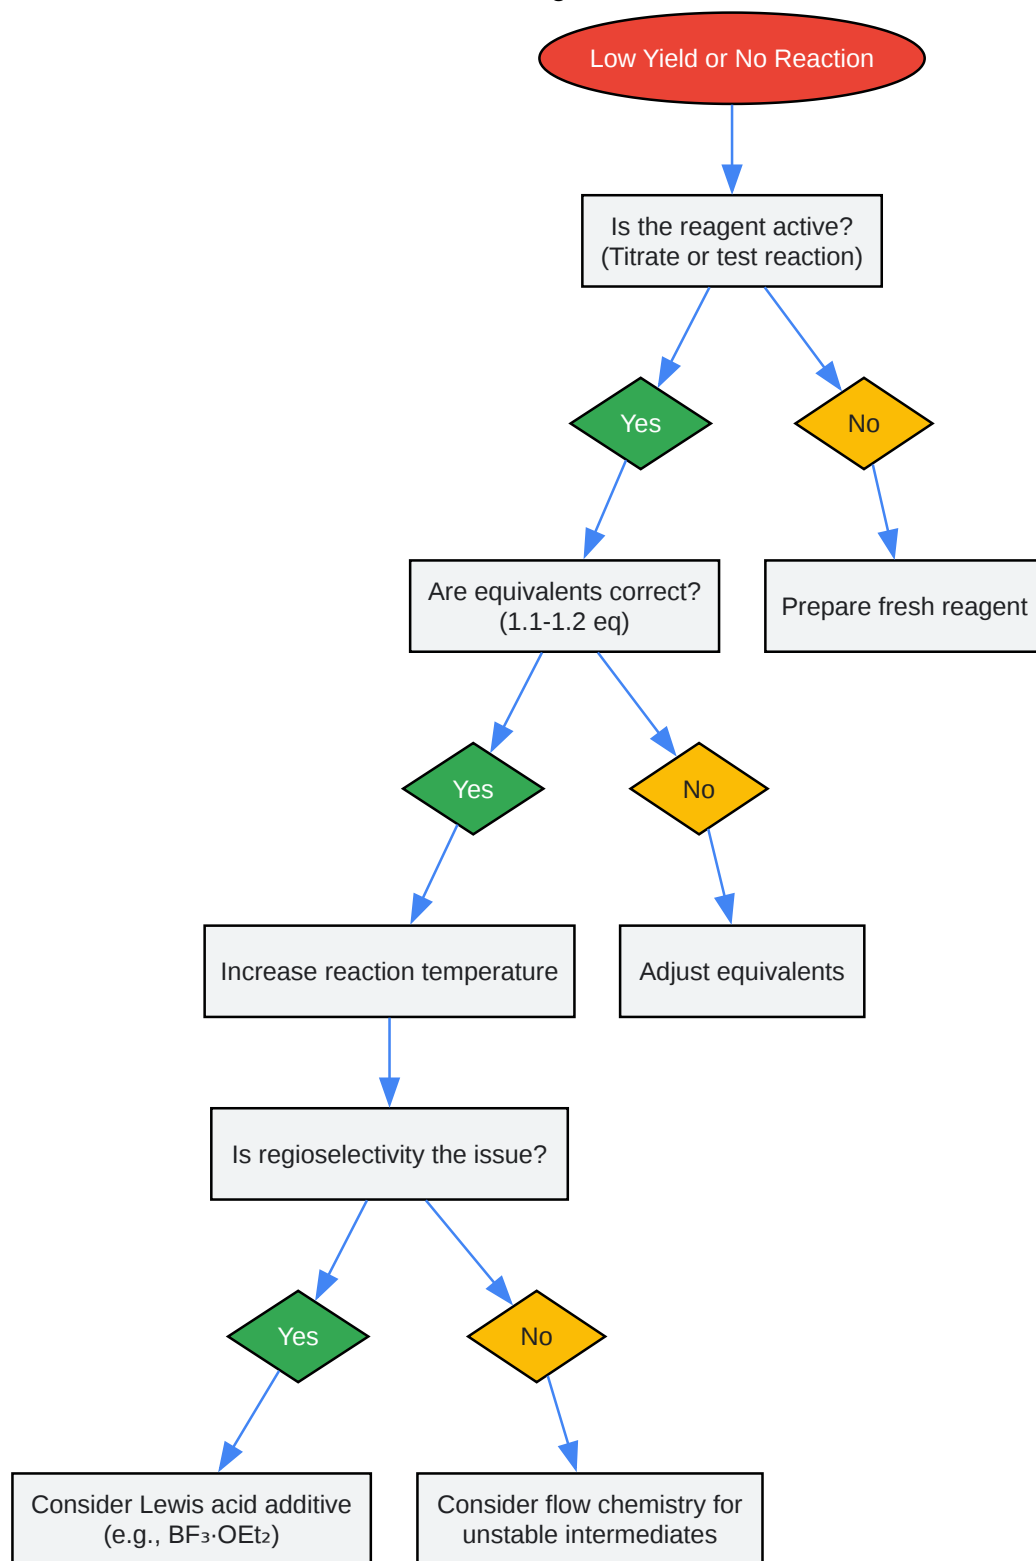 Low Yield or No Reaction
Is the reagent active?
(Titrate or test reaction)
Yes
No
Are equivalents correct?
(1.1-1.2 eq)
Prepare fresh reagent
Yes
No
Increase reaction temperature
Adjust equivalents
Is regioselectivity the issue?
Yes
No
Consider Lewis acid additive
(e.g., BF₃·OEt₂)
Consider flow chemistry for
unstable intermediates